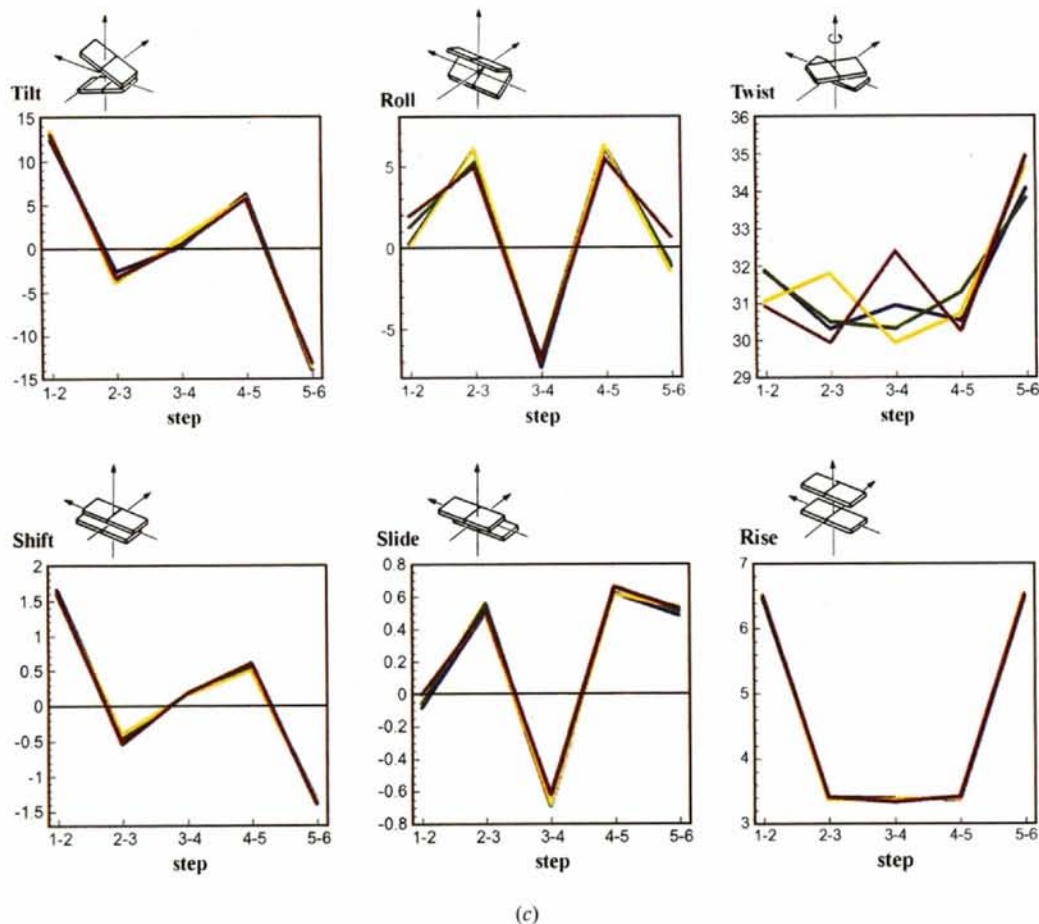 Tilt
15
10
5
0
-5
-10
-15
1-2 2-3 3-4 4-5 5-6
step
Roll
5
0
-5
1-2 2-3 3-4 4-5 5-6
step
Twist
36
35
34
33
32
31
30
29
1-2 2-3 3-4 4-5 5-6
step
Shift
2
1.5
1
0.5
0
-0.5
-1
-1.5
1-2 2-3 3-4 4-5 5-6
step
Slide
0.8
0.6
0.4
0.2
0
-0.2
-0.4
-0.6
-0.8
1-2 2-3 3-4 4-5 5-6
step
Rise
7
6
5
4
3
1-2 2-3 3-4 4-5 5-6
step
(c)